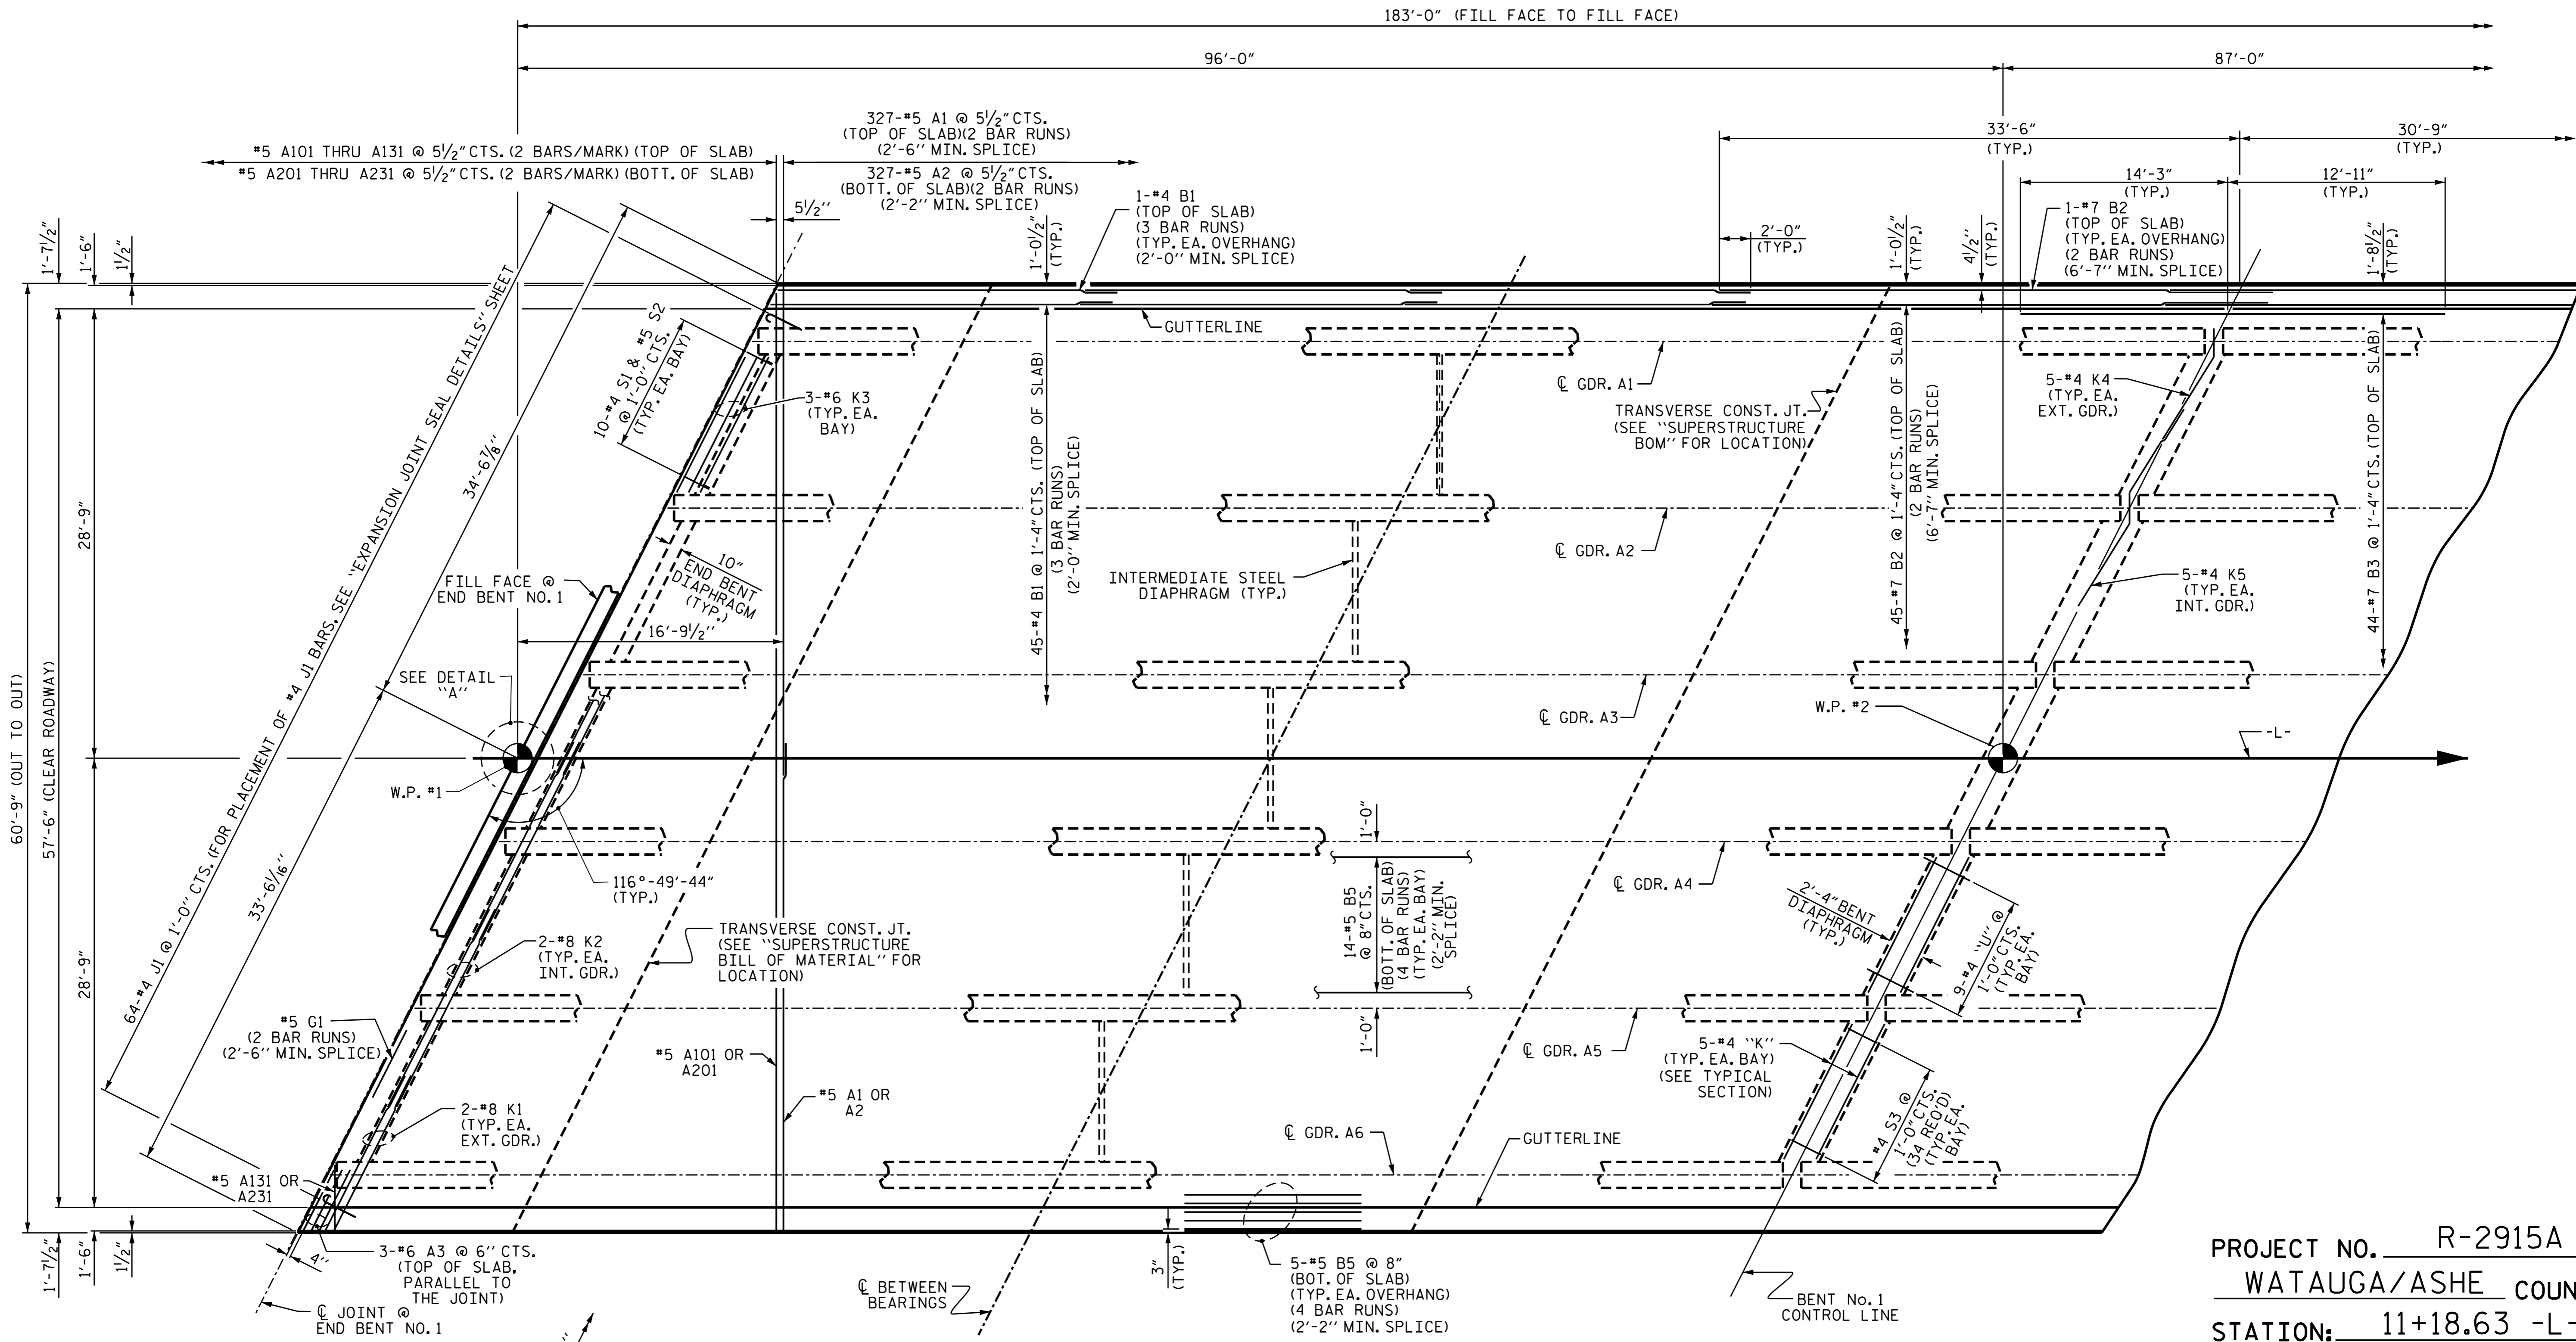 183'-0" (FILL FACE TO FILL FACE)
96'-0"
87'-0"
327-#5 A1 @ 5½" CTS.
(TOP OF SLAB)(2 BAR RUNS)
(2'-6" MIN. SPLICE)
#5 A101 THRU A131 @ 5½" CTS. (2 BARS/MARK) (TOP OF SLAB)
#5 A201 THRU A231 @ 5½" CTS. (2 BARS/MARK) (BOTT. OF SLAB)
327-#5 A2 @ 5½" CTS.
(BOTT. OF SLAB)(2 BAR RUNS)
(2'-2" MIN. SPLICE)
33'-6"
(TYP.)
30'-9"
(TYP.)
14'-3"
(TYP.)
12'-11"
(TYP.)
1'-7½"
1'-6"
1½"
5½"
1'-0½"
(TYP.)
1-#4 B1
(TOP OF SLAB)
(3 BAR RUNS)
(TYP. EA. OVERHANG)
(2'-0" MIN. SPLICE)
2'-0"
(TYP.)
1'-0½"
(TYP.)
4½"
(TYP.)
1-#7 B2
(TOP OF SLAB)
(TYP. EA. OVERHANG)
(2 BAR RUNS)
(6'-7" MIN. SPLICE)
1'-8½"
(TYP.)
GUTTERLINE
10-#4 S1 & #5 S2
@ 1'-0" CTS.
(TYP. EA. BAY)
3-#6 K3
(TYP. EA.
BAY)
34'-6⅞"
64-#4 J1 @ 1'-0" CTS. (FOR PLACEMENT OF #4 J1 BARS, SEE "EXPANSION JOINT SEAL DETAILS" SHEET
33'-6 1/16"
60'-9" (OUT TO OUT)
57'-6" (CLEAR ROADWAY)
28'-9"
28'-9"
45-#4 B1 @ 1'-4" CTS. (TOP OF SLAB)
(3 BAR RUNS)
(2'-0" MIN. SPLICE)
℄ GDR. A1
TRANSVERSE CONST. JT.
(SEE "SUPERSTRUCTURE
BOM" FOR LOCATION)
45-#7 B2 @ 1'-4" CTS. (TOP OF SLAB)
(2 BAR RUNS)
(6'-7" MIN. SPLICE)
5-#4 K4
(TYP. EA.
EXT. GDR.)
44-#7 B3 @ 1'-4" CTS. (TOP OF SLAB)
℄ GDR. A2
5-#4 K5
(TYP. EA.
INT. GDR.)
FILL FACE @
END BENT NO. 1
10"
END BENT
DIAPHRAGM
(TYP.)
INTERMEDIATE STEEL
DIAPHRAGM (TYP.)
16'-9½"
SEE DETAIL
"A"
℄ GDR. A3
W.P. #2
-L-
W.P. #1
116°-49'-44"
(TYP.)
1'-0"
14-#5 B5
@ 8" CTS.
(BOTT. OF SLAB)
(4 BAR RUNS)
(TYP. EA. BAY)
(2'-2" MIN.
SPLICE)
1'-0"
℄ GDR. A4
2'-4" BENT
DIAPHRAGM
(TYP.)
9-#4 "U" @
1'-0" CTS.
(TYP. EA.
BAY)
TRANSVERSE CONST. JT.
(SEE "SUPERSTRUCTURE
BILL OF MATERIAL" FOR
LOCATION)
2-#8 K2
(TYP. EA.
INT. GDR.)
#5 G1
(2 BAR RUNS)
(2'-6" MIN. SPLICE)
#5 A101 OR
A201
℄ GDR. A5
5-#4 "K"
(TYP. EA. BAY)
(SEE TYPICAL
SECTION)
#4 S3 @
1'-0" CTS.
(34 REQ'D)
(TYP. EA.
BAY)
#5 A1 OR
A2
2-#8 K1
(TYP. EA.
EXT. GDR.)
℄ GDR. A6
GUTTERLINE
#5 A131 OR
A231
1'-7½"
1'-6"
1½"
4"
3-#6 A3 @ 6" CTS.
(TOP OF SLAB,
PARALLEL TO
THE JOINT)
℄ JOINT @
END BENT NO. 1
3"
(TYP.)
5-#5 B5 @ 8"
(BOT. OF SLAB)
(TYP. EA. OVERHANG)
(4 BAR RUNS)
(2'-2" MIN. SPLICE)
℄ BETWEEN
BEARINGS
BENT No. 1
CONTROL LINE
PROJECT NO. R-2915A
WATAUGA/ASHE COUN
STATION: 11+18.63 -L-